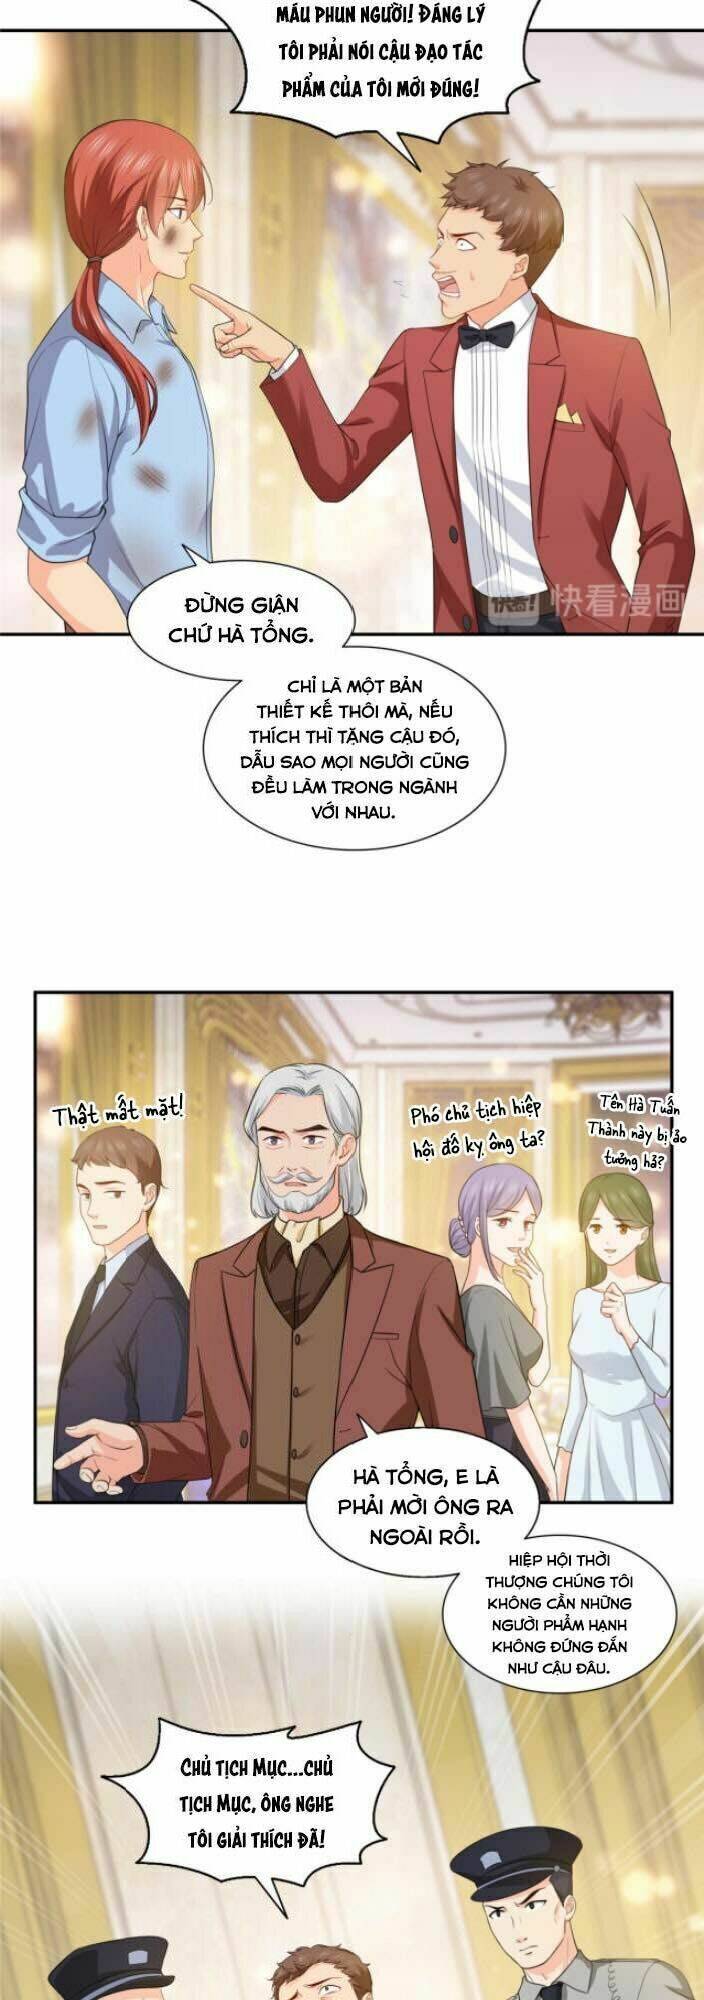 MÁU PHUN NGƯỜI! ĐÁNG LÝ
TÔI PHẢI NÓI CẬU ĐẠO TÁC
PHẨM CỦA TÔI MỚI ĐÚNG!
快看漫画
ĐỪNG GIẬN
CHỨ HÀ TỔNG.
CHỈ LÀ MỘT BẢN
THIẾT KẾ THÔI MÀ, NẾU
THÍCH THÌ TẶNG CẬU ĐÓ,
DẪU SAO MỌI NGƯỜI CŨNG
ĐỀU LÀM TRONG NGÀNH
VỚI NHAU.
Thật mất mặt!
Phó chủ tịch hiệp
hội đố kỵ ông ta?
Tên Hà Tuấn
Thành này bị ảo
tưởng hả?
HÀ TỔNG, E LÀ
PHẢI MỜI ÔNG RA
NGOÀI RỒI.
HIỆP HỘI THỜI
THƯỢNG CHÚNG TÔI
KHÔNG CẦN NHỮNG
NGƯỜI PHẨM HẠNH
KHÔNG ĐỨNG ĐẮN
NHƯ CẬU ĐÂU.
CHỦ TỊCH MỤC...CHỦ
TỊCH MỤC, ÔNG NGHE
TÔI GIẢI THÍCH ĐÃ!